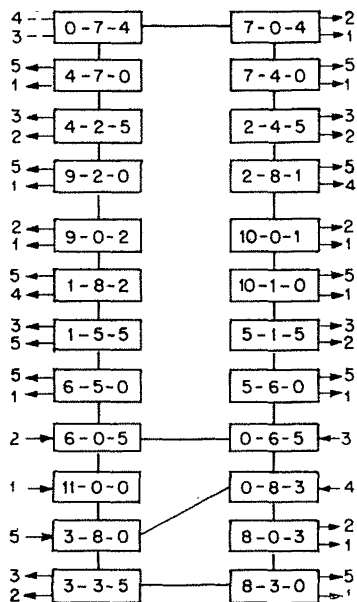 4 0-7-4 7-0-4 2
3 1
5 4-7-0 7-4-0 5
1 1
3 4-2-5 2-4-5 3
2 2
5 9-2-0 2-8-1 5
1 4
2 9-0-2 10-0-1 2
1 1
5 1-8-2 10-1-0 5
4 1
3 1-5-5 5-1-5 3
5 2
5 6-5-0 5-6-0 5
1 1
2 6-0-5 0-6-5 3
1 11-0-0 0-8-3 4
5 3-8-0 8-0-3 2
1
3 3-3-5 8-3-0 5
2 1